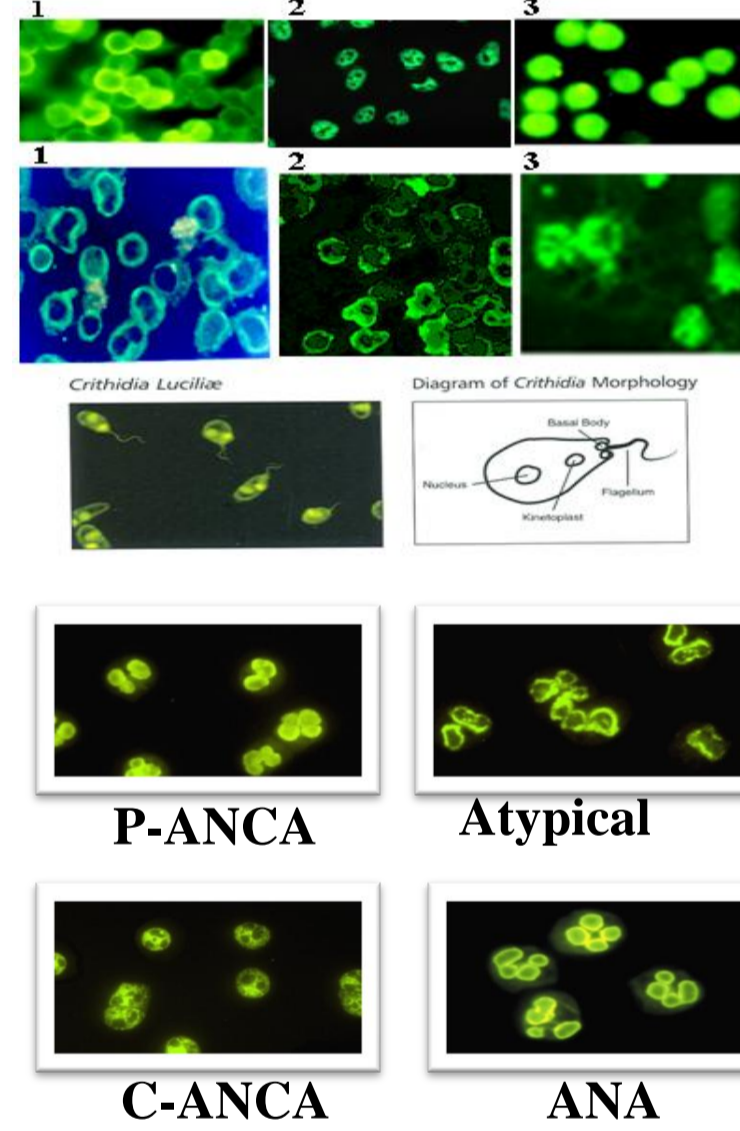 1 2 3
1 2 3
Crithidia Luciliæ Diagram of Crithidia Morphology
Basal Body
Nucleus
Flagellum
Kinetoplast
P-ANCA Atypical
C-ANCA ANA